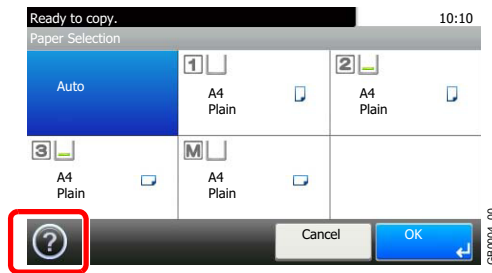 Ready to copy. 10:10
Paper Selection
Auto
1
A4
Plain
2
A4
Plain
3
A4
Plain
M
A4
Plain
?
Cancel
OK
GB0004_00